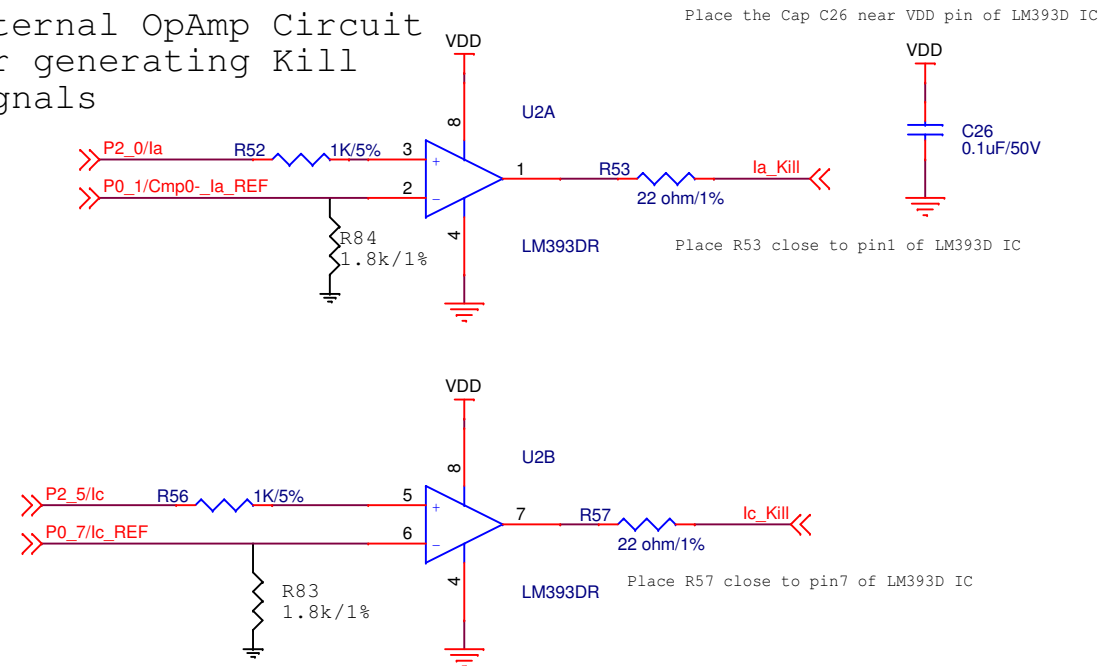 Place the Cap C26 near VDD pin of LM393D IC
ternal OpAmp Circuit
r generating Kill
gnals
VDD
VDD
8
U2A
C26
0.1uF/50V
P2_0/Ia
R52
1K/5%
3
+
1
R53
22 ohm/1%
Ia_Kill
P0_1/Cmp0-_Ia_REF
2
−
R84
1.8k/1%
4
LM393DR
Place R53 close to pin1 of LM393D IC
VDD
8
U2B
P2_5/Ic
R56
1K/5%
5
+
7
R57
22 ohm/1%
Ic_Kill
P0_7/Ic_REF
6
−
R83
1.8k/1%
4
LM393DR
Place R57 close to pin7 of LM393D IC